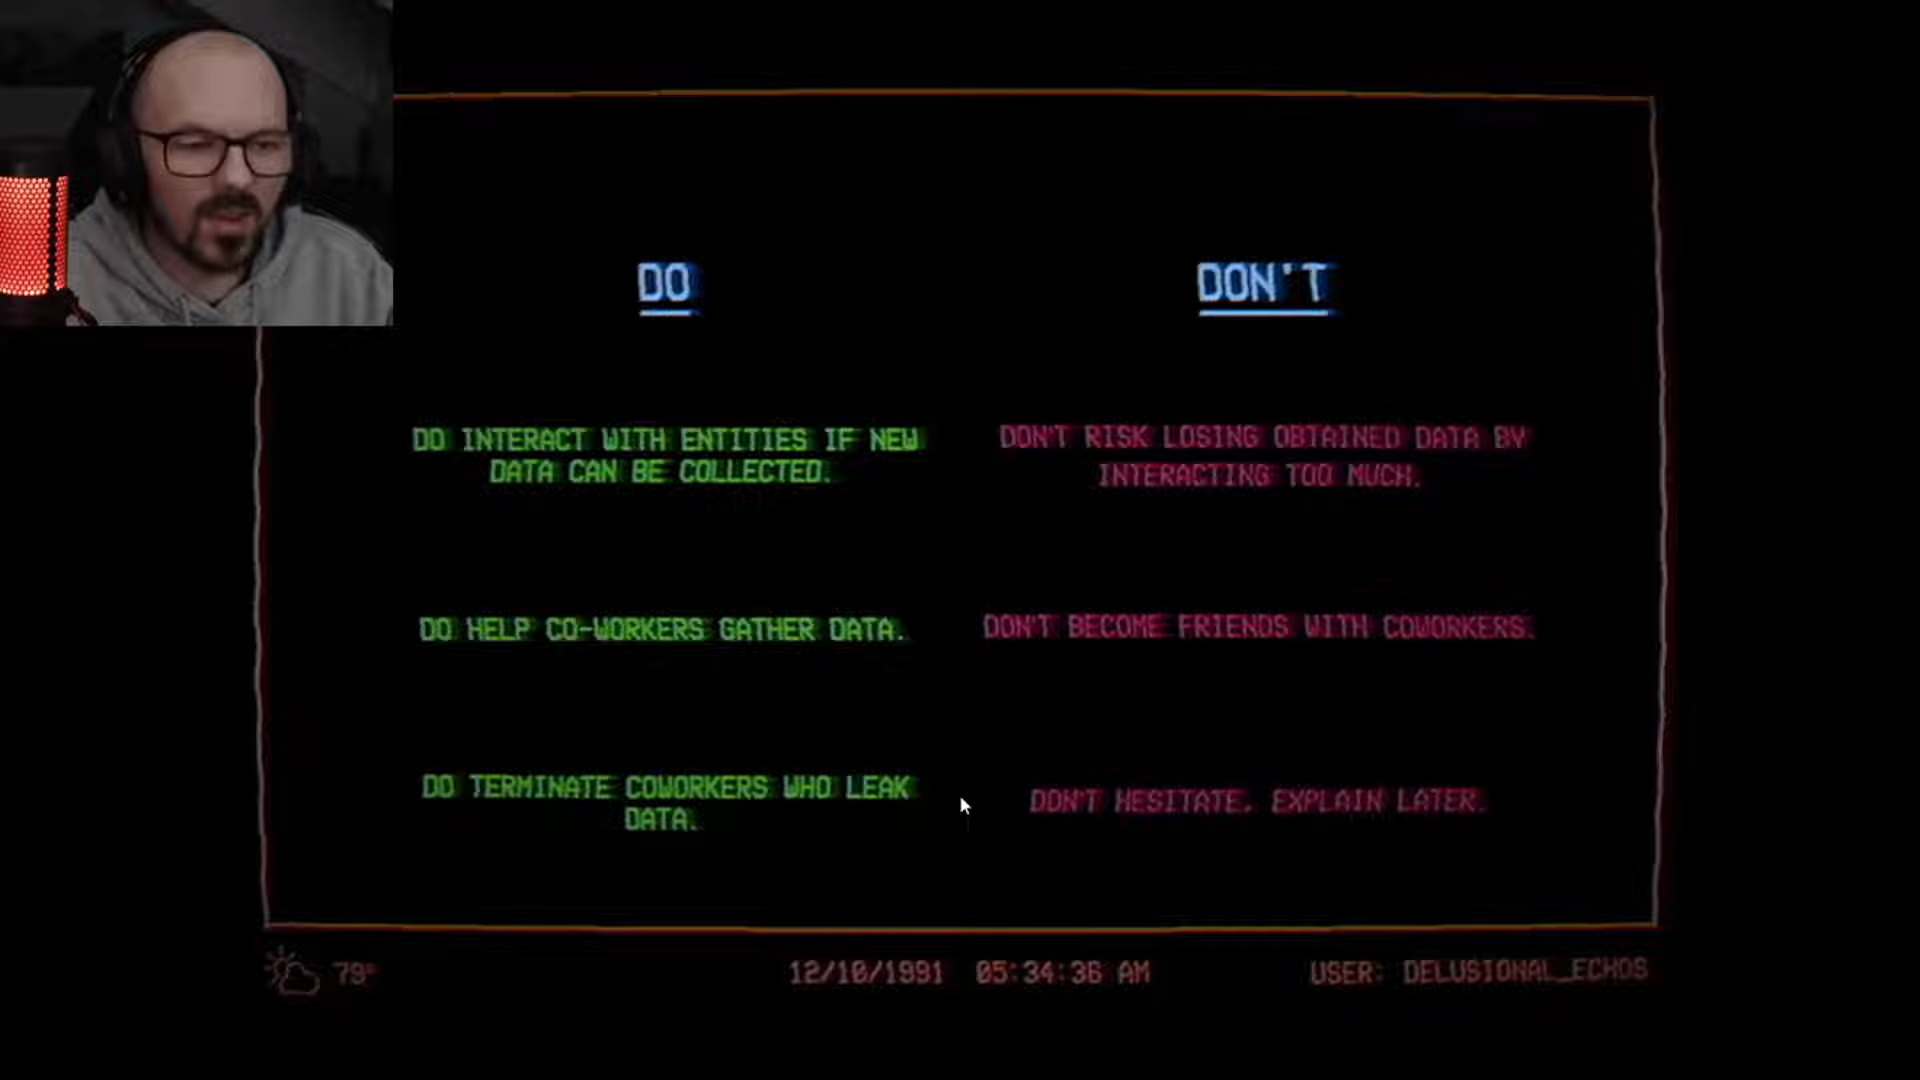 DO
DON'T
DO INTERACT WITH ENTITIES IF NEW
DATA CAN BE COLLECTED.
DON'T RISK LOSING OBTAINED DATA BY
INTERACTING TOO MUCH.
DO HELP CO-WORKERS GATHER DATA.
DON'T BECOME FRIENDS WITH COWORKERS.
DO TERMINATE COWORKERS WHO LEAK
DATA.
DON'T HESITATE. EXPLAIN LATER.
79°
12/10/1991 05:34:36 AM
USER: DELUSIONAL_ECHOS